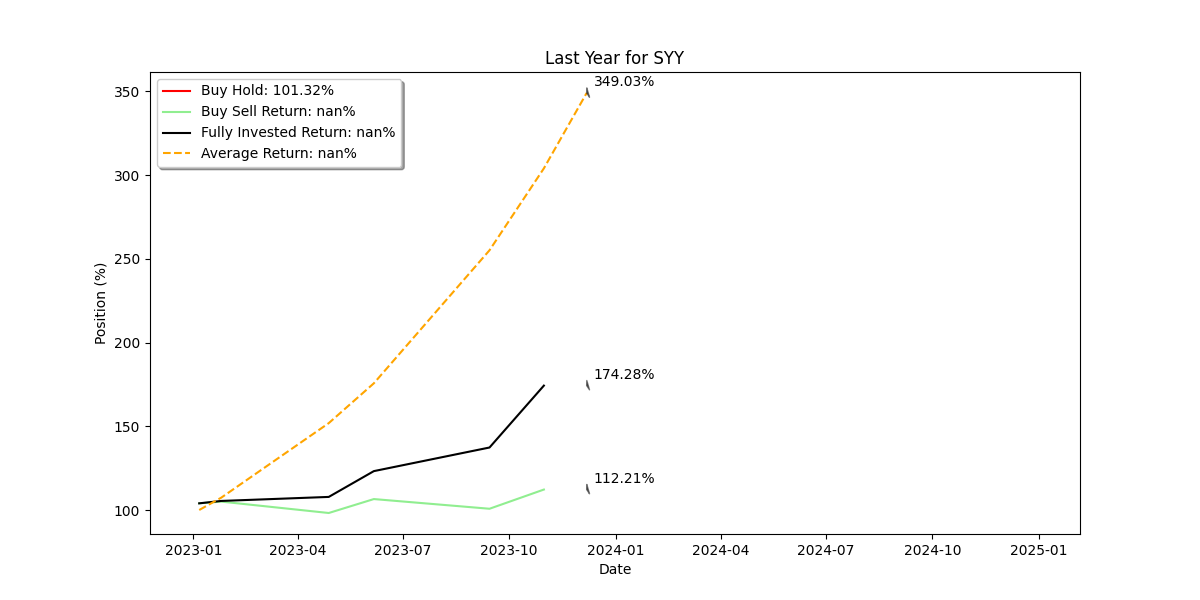 Last Year for SYY
Buy Hold: 101.32%
Buy Sell Return: nan%
Fully Invested Return: nan%
Average Return: nan%
349.03%
174.28%
112.21%
350
300
250
200
150
100
Position (%)
2023-01 2023-04 2023-07 2023-10 2024-01 2024-04 2024-07 2024-10 2025-01
Date